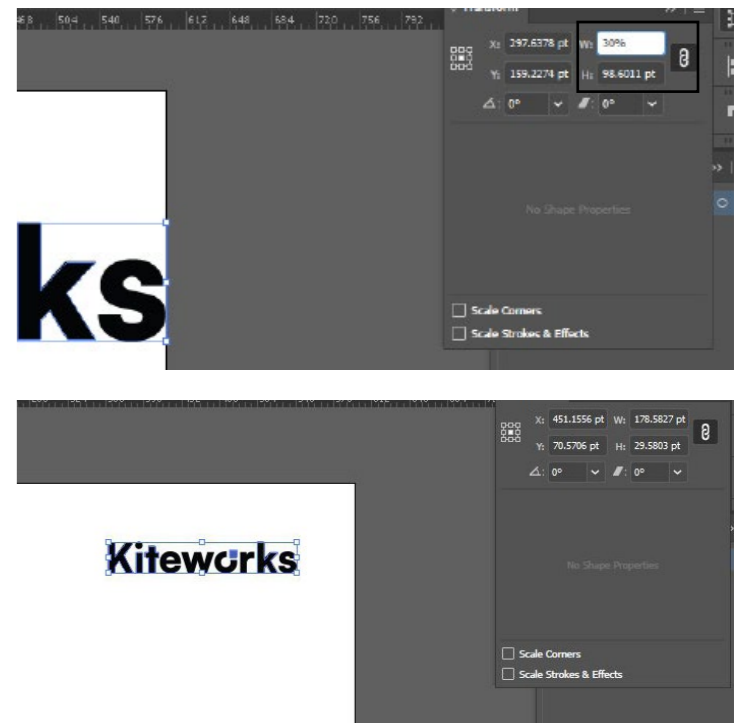 504 540 576 612 648 684 720 756 792
Transform
X: 297.6378 pt W: 30%
Y: 159.2274 pt H: 98.6011 pt
0° 0°
No Shape Properties
Scale Corners
Scale Strokes & Effects
ks
X: 451.1556 pt W: 178.5827 pt
Y: 70.5706 pt H: 29.5803 pt
0° 0°
No Shape Properties
Scale Corners
Scale Strokes & Effects
Kiteworks